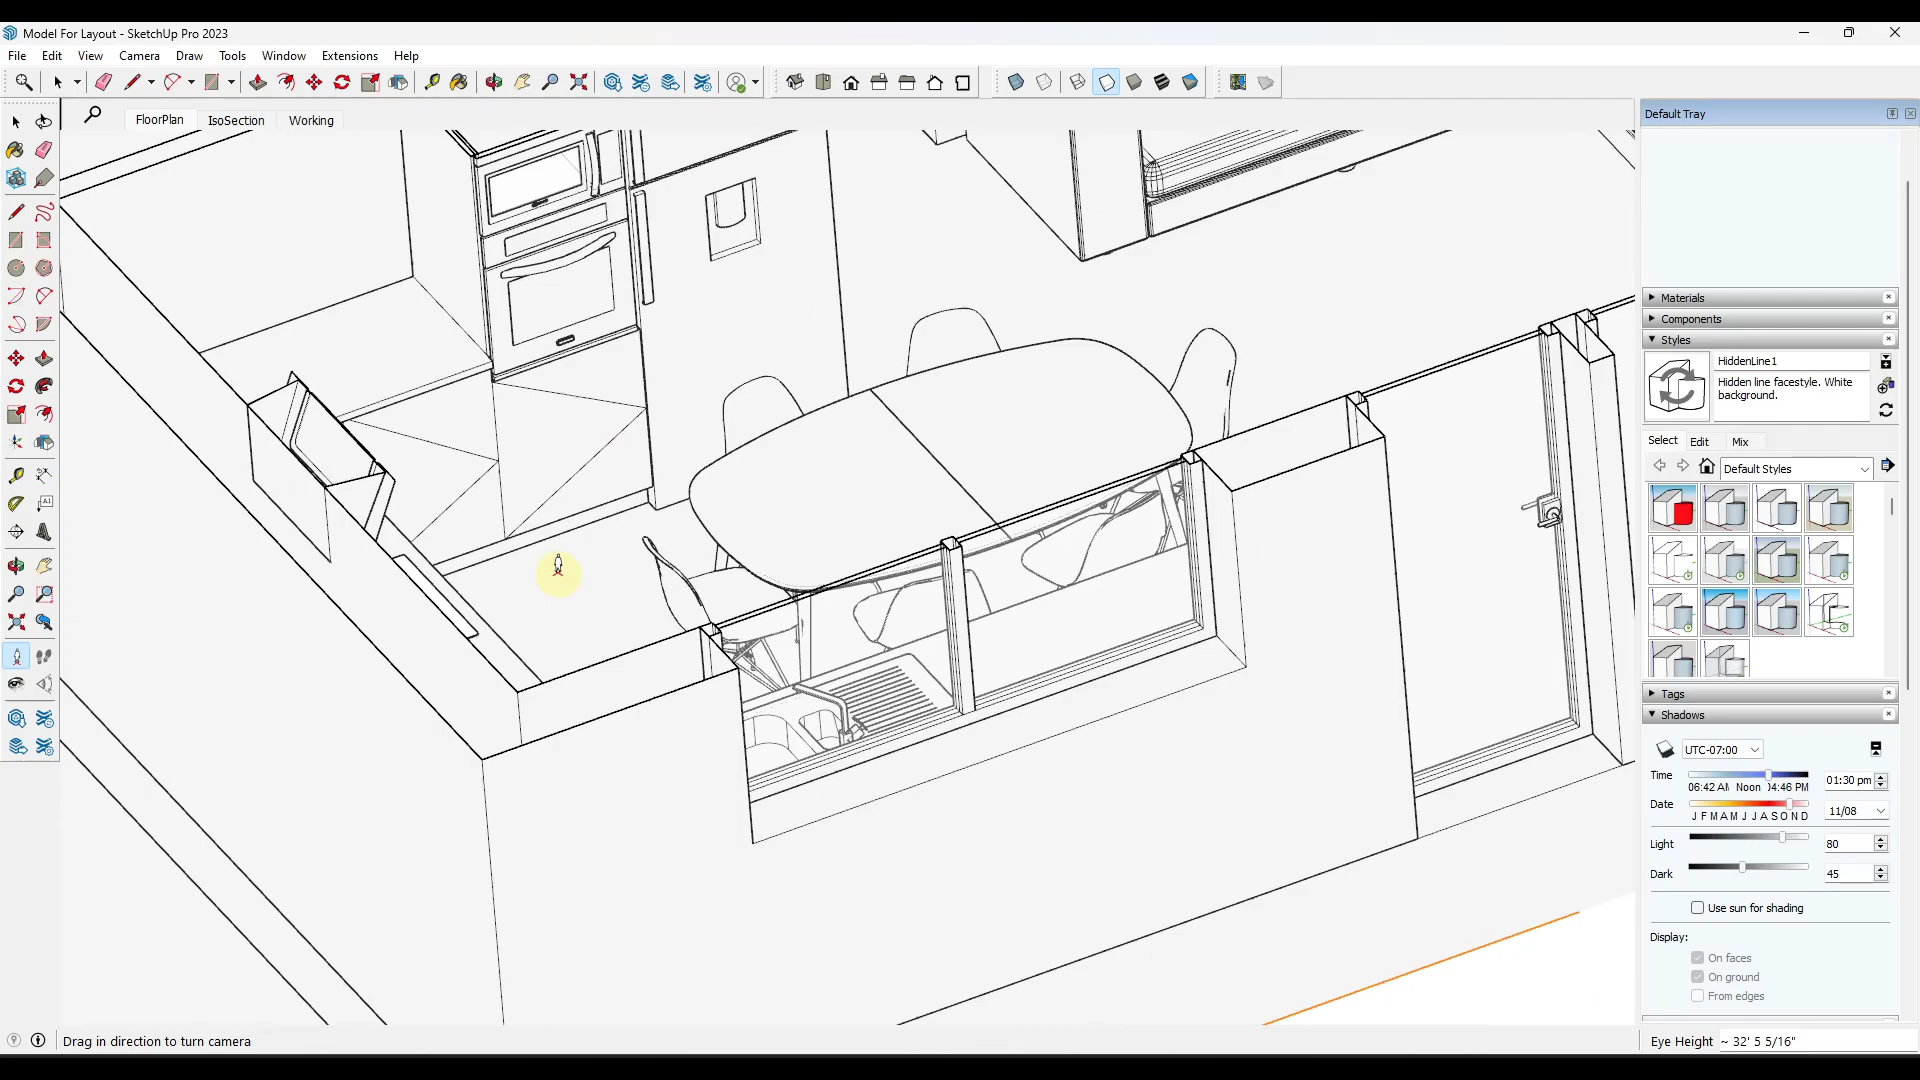 Model For Layout - SketchUp Pro 2023
File Edit View Camera Draw Tools Window Extensions Help
FloorPlan IsoSection Working
Default Tray
Materials
Components
Styles
HiddenLine1
Hidden line facestyle. White
background.
Select Edit Mix
Default Styles
Tags
Shadows
UTC-07:00
Time 01:30 pm
06:42 AM Noon 04:46 PM
Date 11/08
J F M A M J J A S O N D
Light 80
Dark 45
Use sun for shading
Display:
On faces
On ground
From edges
Drag in direction to turn camera
Eye Height ~ 32' 5 5/16"